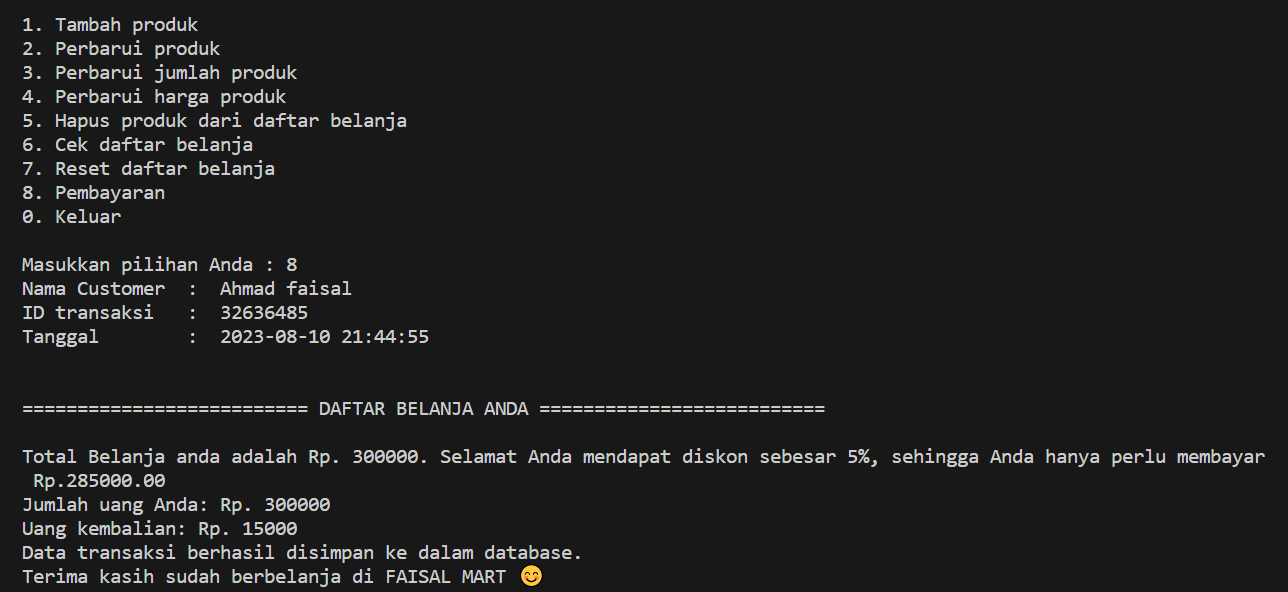 1. Tambah produk
2. Perbarui produk
3. Perbarui jumlah produk
4. Perbarui harga produk
5. Hapus produk dari daftar belanja
6. Cek daftar belanja
7. Reset daftar belanja
8. Pembayaran
0. Keluar
Masukkan pilihan Anda : 8
Nama Customer  :  Ahmad faisal
ID transaksi   :  32636485
Tanggal        :  2023-08-10 21:44:55
========================== DAFTAR BELANJA ANDA ==========================
Total Belanja anda adalah Rp. 300000. Selamat Anda mendapat diskon sebesar 5%, sehingga Anda hanya perlu membayar
Rp.285000.00
Jumlah uang Anda: Rp. 300000
Uang kembalian: Rp. 15000
Data transaksi berhasil disimpan ke dalam database.
Terima kasih sudah berbelanja di FAISAL MART 😊